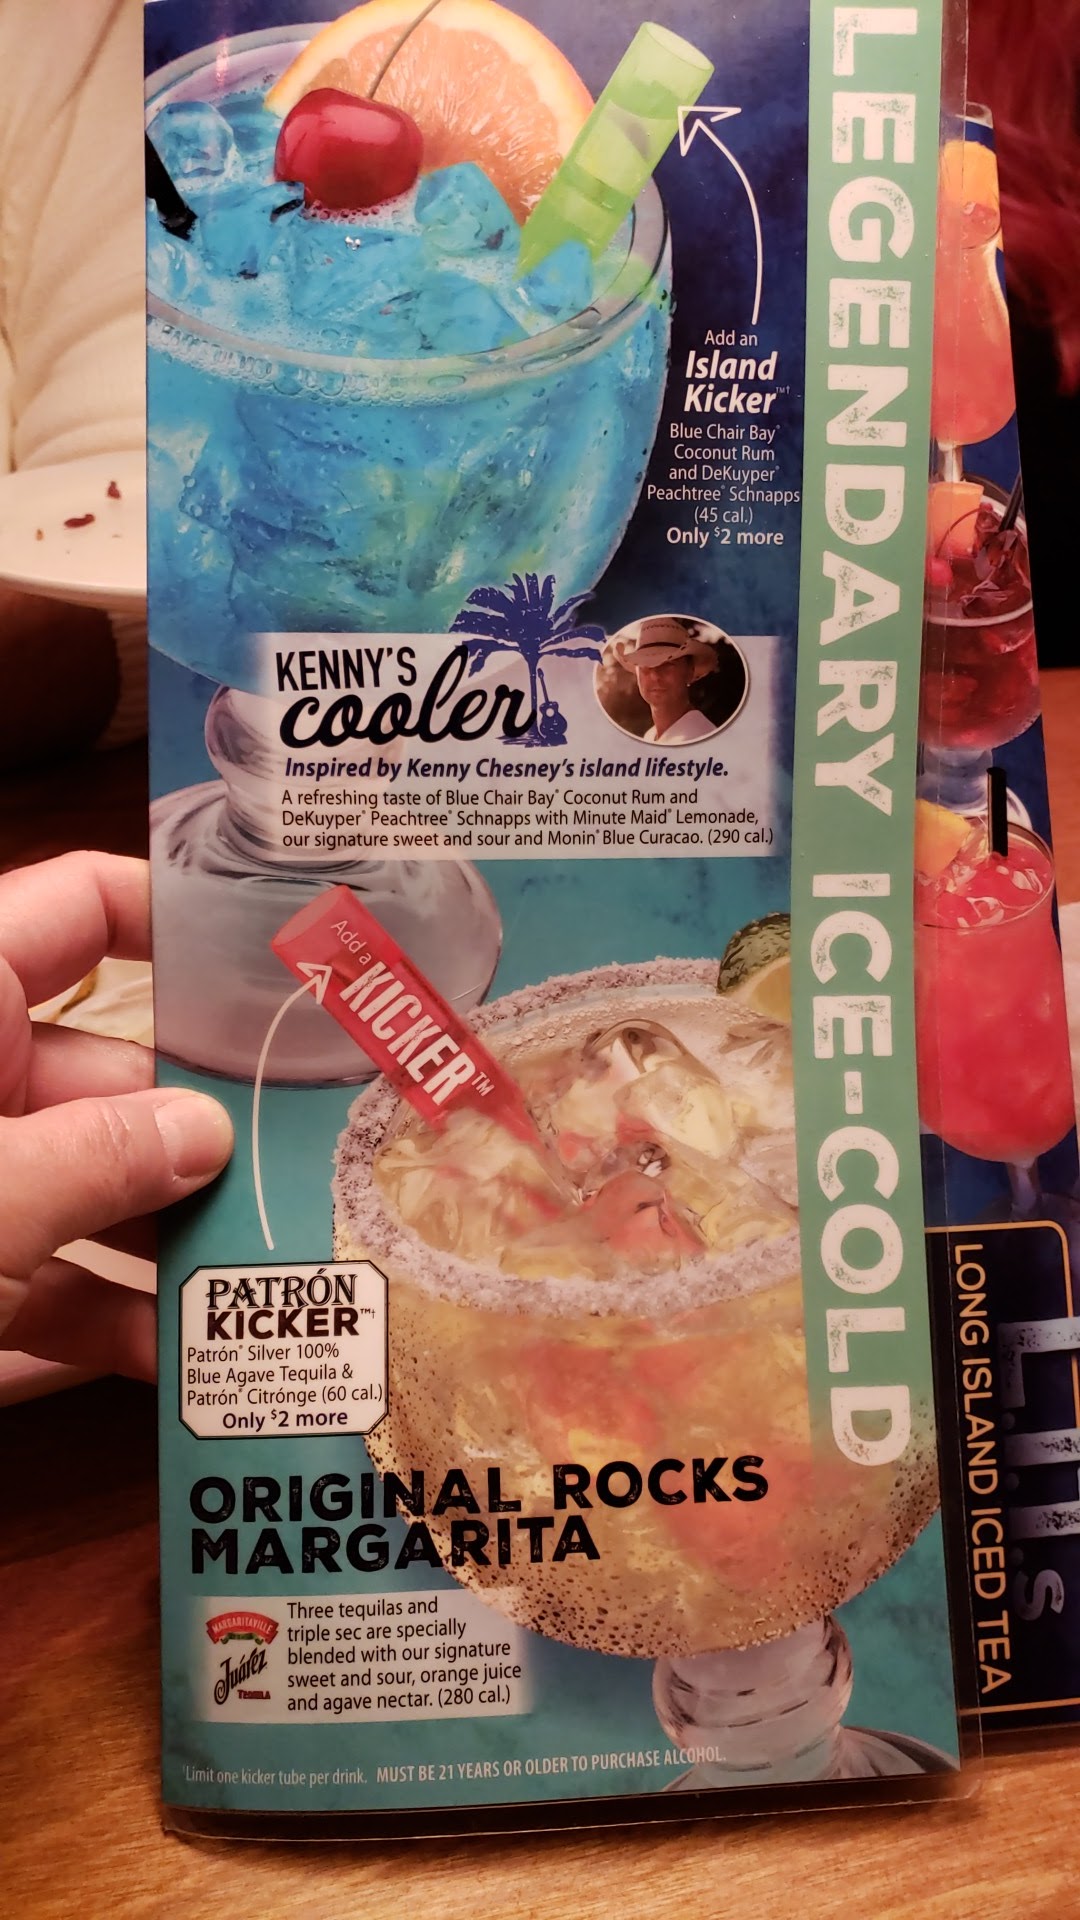 LEGENDARY ICE-COLD
Add an
Island
Kicker™†
Blue Chair Bay®
Coconut Rum
and DeKuyper®
Peachtree® Schnapps
(45 cal.)
Only $2 more
KENNY'S
cooler
Inspired by Kenny Chesney's island lifestyle.
A refreshing taste of Blue Chair Bay® Coconut Rum and
DeKuyper® Peachtree® Schnapps with Minute Maid® Lemonade,
our signature sweet and sour and Monin® Blue Curacao. (290 cal.)
Add a
KICKER™
PATRÓN
KICKER™†
Patrón® Silver 100%
Blue Agave Tequila &
Patrón® Citrónge (60 cal.)
Only $2 more
ORIGINAL ROCKS
MARGARITA
MARGARITAVILLE
Juárez
TEQUILA
Three tequilas and
triple sec are specially
blended with our signature
sweet and sour, orange juice
and agave nectar. (280 cal.)
†Limit one kicker tube per drink. MUST BE 21 YEARS OR OLDER TO PURCHASE ALCOHOL.
L.I.T.s
LONG ISLAND ICED TEA